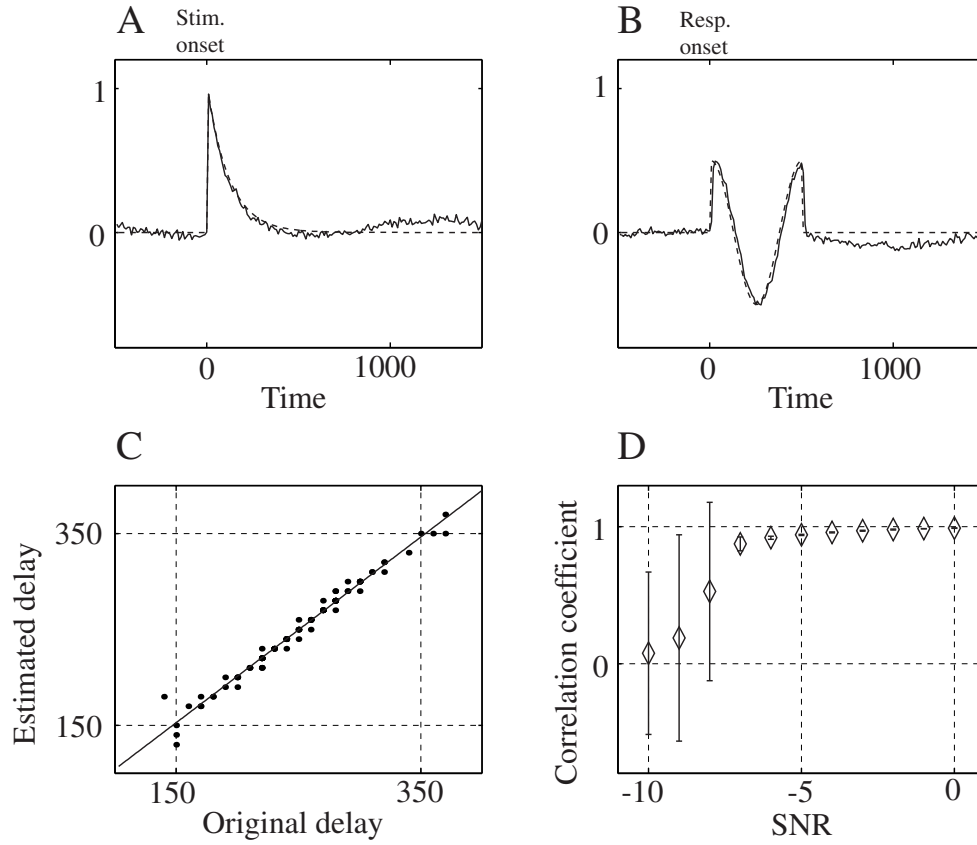 A
Stim.
onset
1
0
0
1000
Time
B
Resp.
onset
1
0
0
1000
Time
C
Estimated delay
350
150
150
350
Original delay
D
Correlation coefficient
1
0
-10
-5
0
SNR